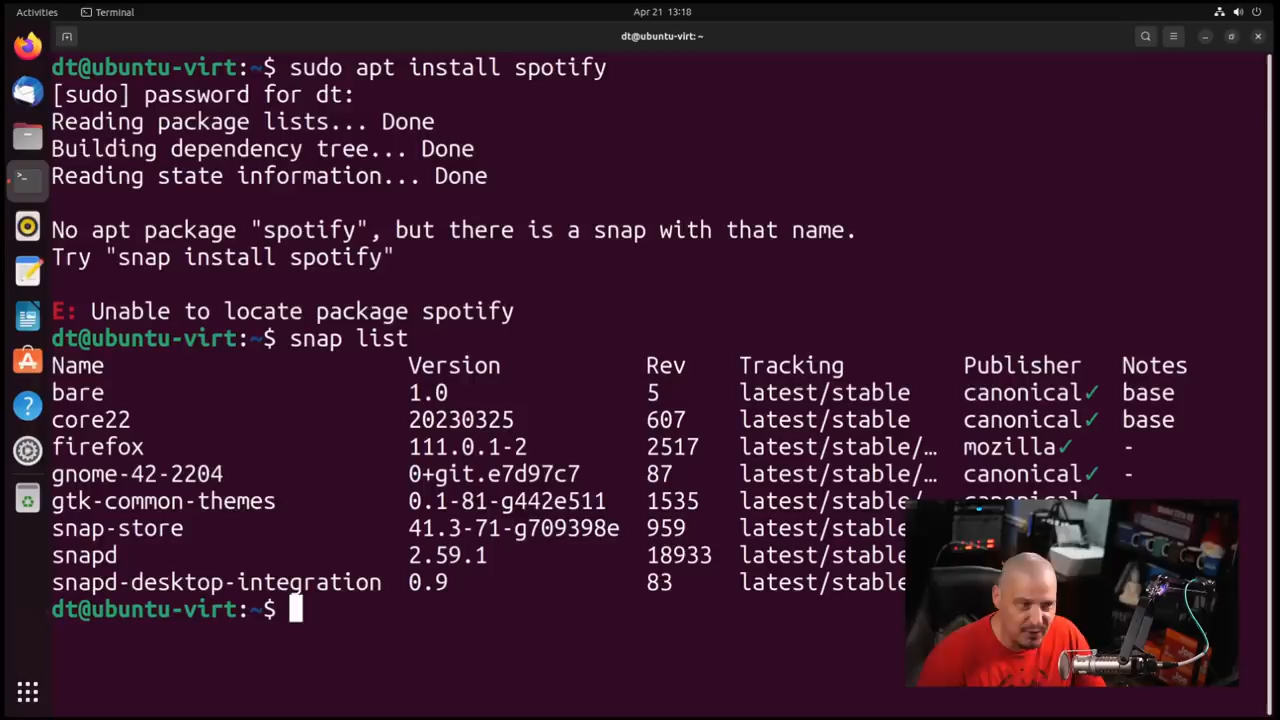 Activities Terminal Apr 21 13:18
dt@ubuntu-virt: ~
dt@ubuntu-virt:~$ sudo apt install spotify
[sudo] password for dt:
Reading package lists... Done
Building dependency tree... Done
Reading state information... Done
No apt package "spotify", but there is a snap with that name.
Try "snap install spotify"
E: Unable to locate package spotify
dt@ubuntu-virt:~$ snap list
Name Version Rev Tracking Publisher Notes
bare 1.0 5 latest/stable canonical✓ base
core22 20230325 607 latest/stable canonical✓ base
firefox 111.0.1-2 2517 latest/stable/… mozilla✓ -
gnome-42-2204 0+git.e7d97c7 87 latest/stable/… canonical✓ -
gtk-common-themes 0.1-81-g442e511 1535 latest/stable/…
snap-store 41.3-71-g709398e 959 latest/stable
snapd 2.59.1 18933 latest/stable
snapd-desktop-integration 0.9 83 latest/stable
dt@ubuntu-virt:~$